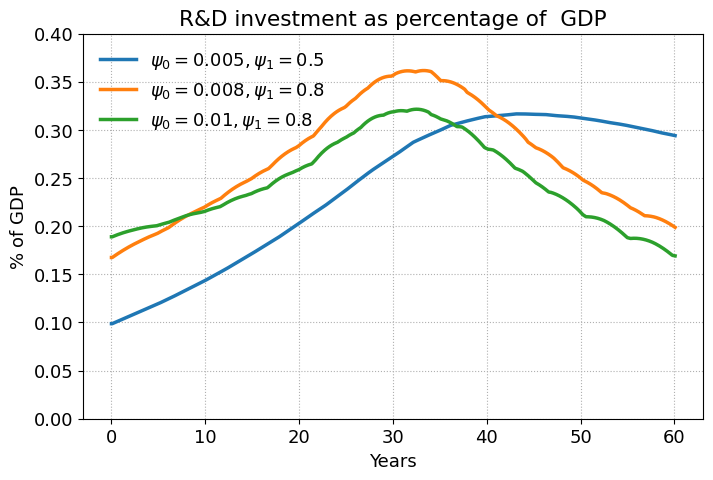 R&D investment as percentage of  GDP
ψ₀ = 0.005, ψ₁ = 0.5
ψ₀ = 0.008, ψ₁ = 0.8
ψ₀ = 0.01, ψ₁ = 0.8
% of GDP
0.40
0.35
0.30
0.25
0.20
0.15
0.10
0.05
0.00
0 10 20 30 40 50 60
Years